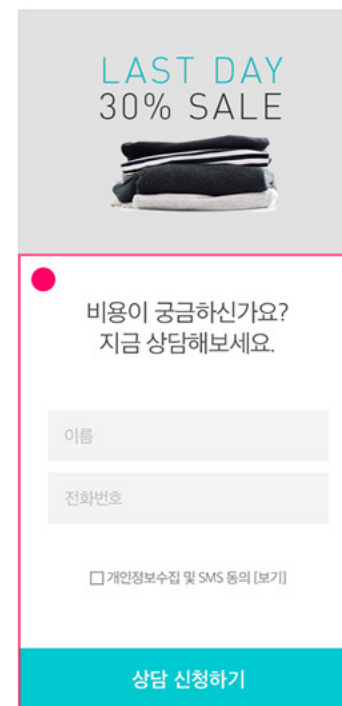 LAST DAY
30% SALE
비용이 궁금하신가요?
지금 상담해보세요.
이름
전화번호
개인정보수집 및 SMS 동의 [보기]
상담 신청하기